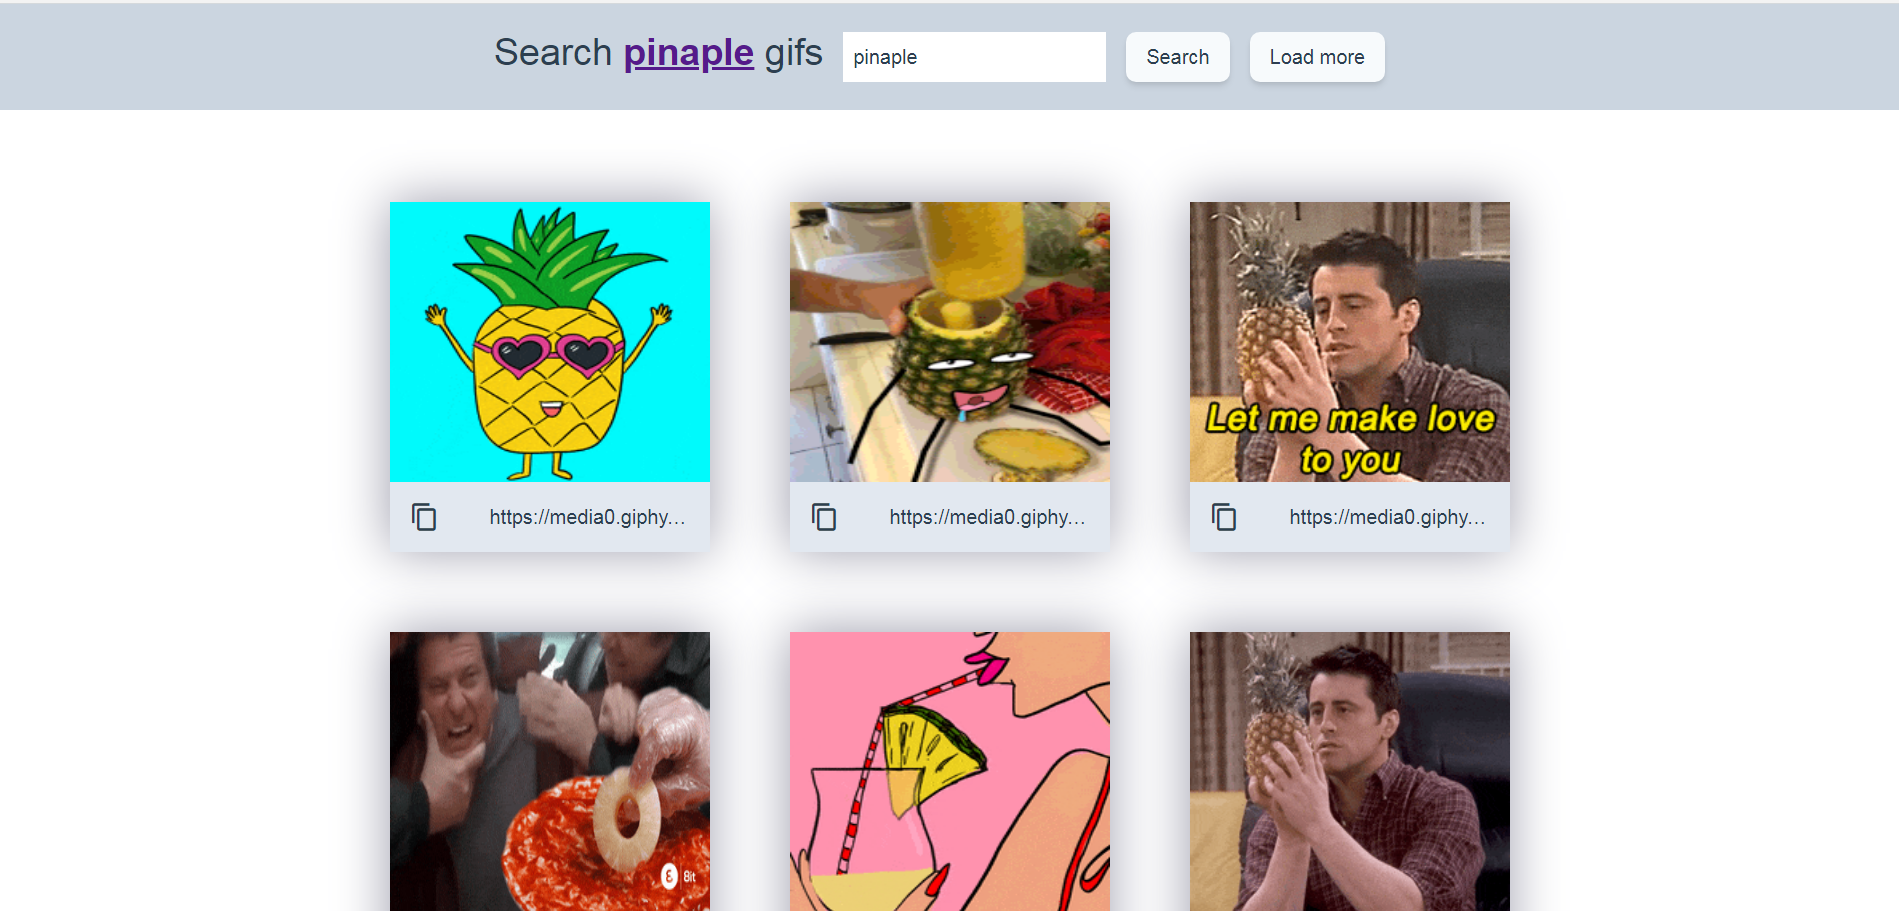 Search pinaple gifs
pinaple
Search
Load more
Let me make love
to you
https://media0.giphy...
https://media0.giphy...
https://media0.giphy...
8it